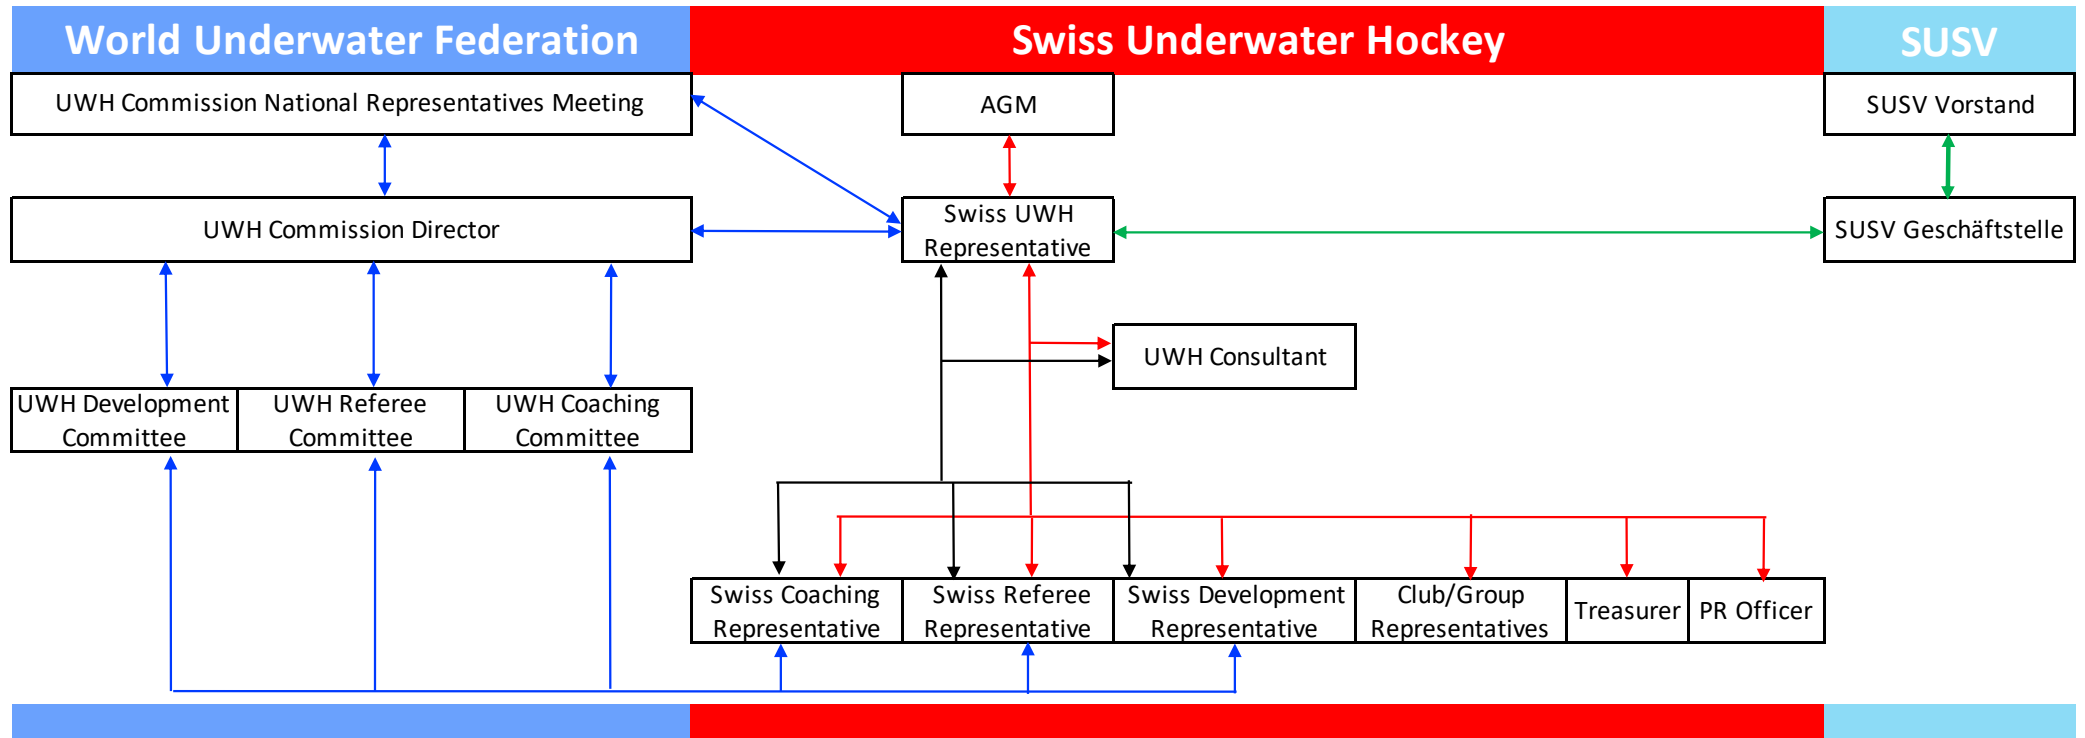 World Underwater Federation
Swiss Underwater Hockey
SUSV
UWH Commission National Representatives Meeting
AGM
SUSV Vorstand
UWH Commission Director
Swiss UWH
Representative
SUSV Geschäftstelle
UWH Consultant
UWH Development
Committee
UWH Referee
Committee
UWH Coaching
Committee
Swiss Coaching
Representative
Swiss Referee
Representative
Swiss Development
Representative
Club/Group
Representatives
Treasurer
PR Officer